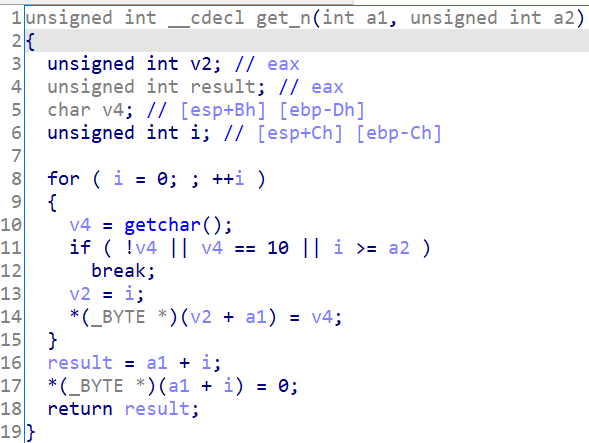 1 unsigned int __cdecl get_n(int a1, unsigned int a2)
2 {
3   unsigned int v2; // eax
4   unsigned int result; // eax
5   char v4; // [esp+Bh] [ebp-Dh]
6   unsigned int i; // [esp+Ch] [ebp-Ch]
7
8   for ( i = 0; ; ++i )
9   {
10     v4 = getchar();
11     if ( !v4 || v4 == 10 || i >= a2 )
12       break;
13     v2 = i;
14     *(_BYTE *)(v2 + a1) = v4;
15   }
16   result = a1 + i;
17   *(_BYTE *)(a1 + i) = 0;
18   return result;
19 }